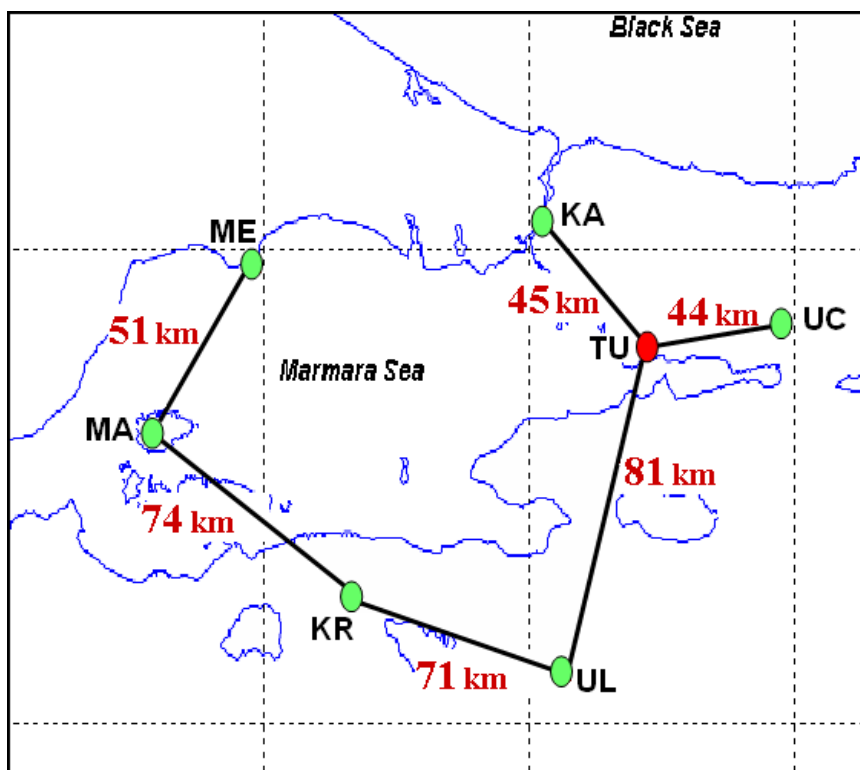 Black Sea
KA
ME
45 km
44 km
UC
51 km
TU
Marmara Sea
MA
81 km
74 km
KR
71 km
UL